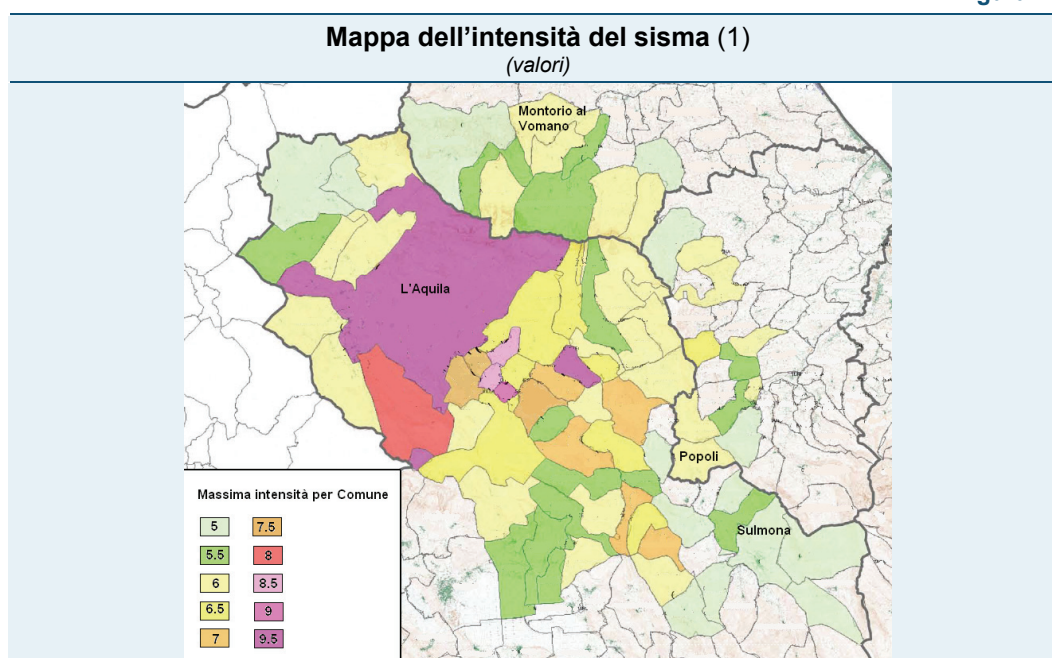 Mappa dell'intensità del sisma (1)
(valori)
Montorio al
Vomano
L'Aquila
Popoli
Sulmona
Massima intensità per Comune
5 7.5
5.5 8
6 8.5
6.5 9
7 9.5